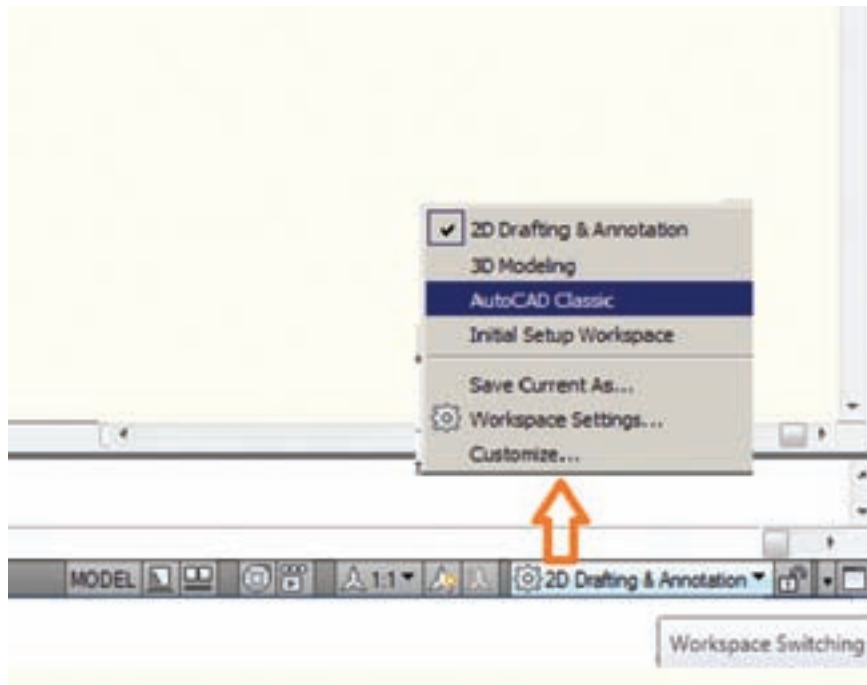 2D Drafting & Annotation
3D Modeling
AutoCAD Classic
Initial Setup Workspace
Save Current As...
Workspace Settings...
Customize...
MODEL 1:1 2D Drafting & Annotation
Workspace Switching